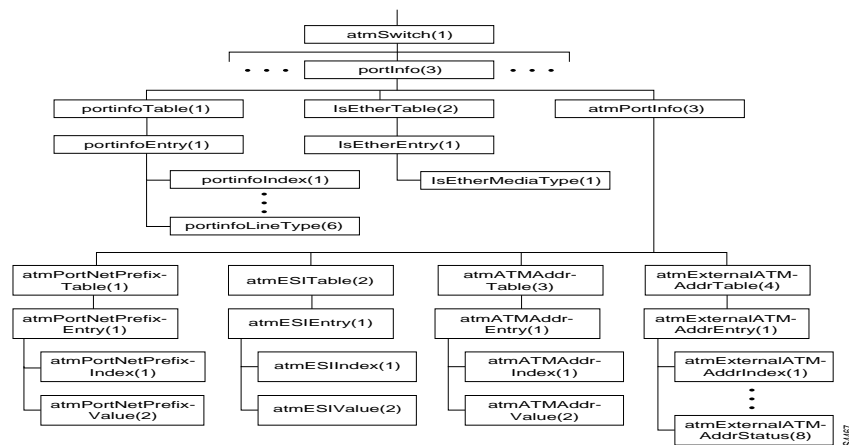 atmSwitch(1)
• • •
portInfo(3)
• • •
portinfoTable(1)
IsEtherTable(2)
atmPortInfo(3)
portinfoEntry(1)
IsEtherEntry(1)
portinfoIndex(1)
IsEtherMediaType(1)
portinfoLineType(6)
atmPortNetPrefix-
Table(1)
atmESITable(2)
atmATMAddr-
Table(3)
atmExternalATM-
AddrTable(4)
atmPortNetPrefix-
Entry(1)
atmESIEntry(1)
atmATMAddr-
Entry(1)
atmExternalATM-
AddrEntry(1)
atmPortNetPrefix-
Index(1)
atmESIIndex(1)
atmATMAddr-
Index(1)
atmExternalATM-
AddrIndex(1)
atmPortNetPrefix-
Value(2)
atmESIValue(2)
atmATMAddr-
Value(2)
atmExternalATM-
AddrStatus(8)